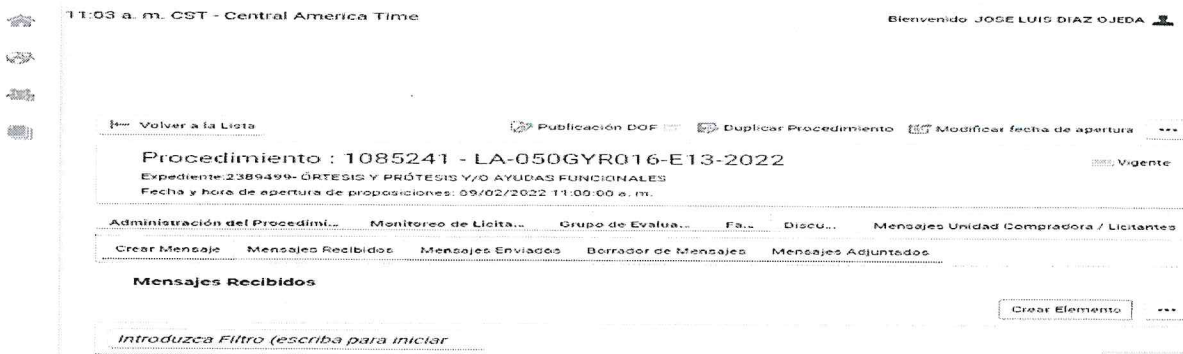 11:03 a. m. CST - Central America Time
Bienvenido JOSE LUIS DIAZ OJEDA
Volver a la Lista
Publicación DOF
Duplicar Procedimiento
Modificar fecha de apertura
Procedimiento : 1085241 - LA-050GYR016-E13-2022
Vigente
Expediente:2389499- ÓRTESIS Y PRÓTESIS Y/O AYUDAS FUNCIONALES
Fecha y hora de apertura de proposiciones: 09/02/2022 11:00:00 a. m.
Administración del Procedimi... Monitoreo de Licita... Grupo de Evalua... Fa... Discu... Mensajes Unidad Compradora / Licitantes
Crear Mensaje Mensajes Recibidos Mensajes Enviados Borrador de Mensajes Mensajes Adjuntados
Mensajes Recibidos
Crear Elemento ...
Introduzca Filtro (escriba para iniciar